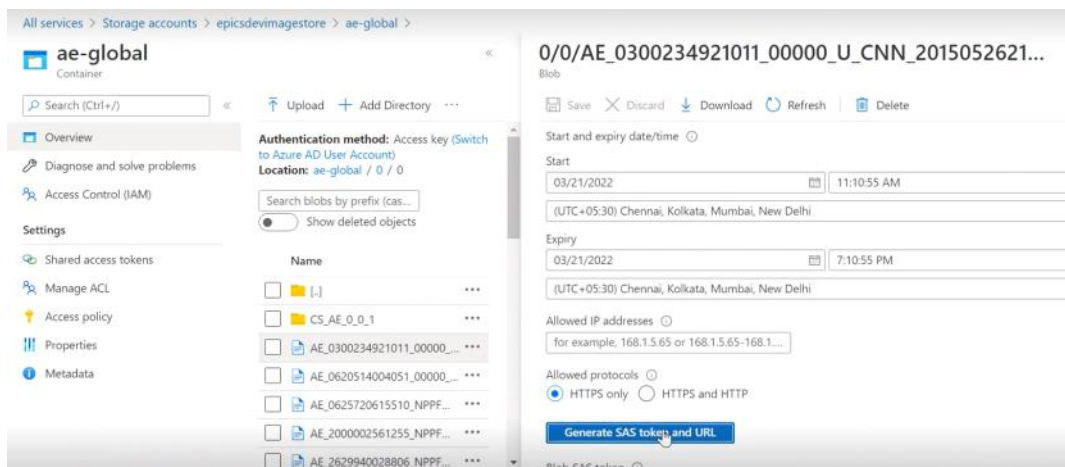 All services > Storage accounts > epicsdevimagestore > ae-global >
ae-global
Container
Search (Ctrl+/)
Overview
Diagnose and solve problems
Access Control (IAM)
Settings
Shared access tokens
Manage ACL
Access policy
Properties
Metadata
Upload Add Directory ...
Authentication method: Access key (Switch
to Azure AD User Account)
Location: ae-global / 0 / 0
Search blobs by prefix (cas...
Show deleted objects
Name
[..]
CS_AE_0_0_1
AE_0300234921011_00000_...
AE_0620514004051_00000_...
AE_0625720615510_NPPF...
AE_2000002561255_NPPF...
AE_2629940028806_NPPF...
0/0/AE_0300234921011_00000_U_CNN_2015052621...
Blob
Save Discard Download Refresh Delete
Start and expiry date/time
Start
03/21/2022 11:10:55 AM
(UTC+05:30) Chennai, Kolkata, Mumbai, New Delhi
Expiry
03/21/2022 7:10:55 PM
(UTC+05:30) Chennai, Kolkata, Mumbai, New Delhi
Allowed IP addresses
for example, 168.1.5.65 or 168.1.5.65-168.1....
Allowed protocols
HTTPS only HTTPS and HTTP
Generate SAS token and URL
Blob SAS token